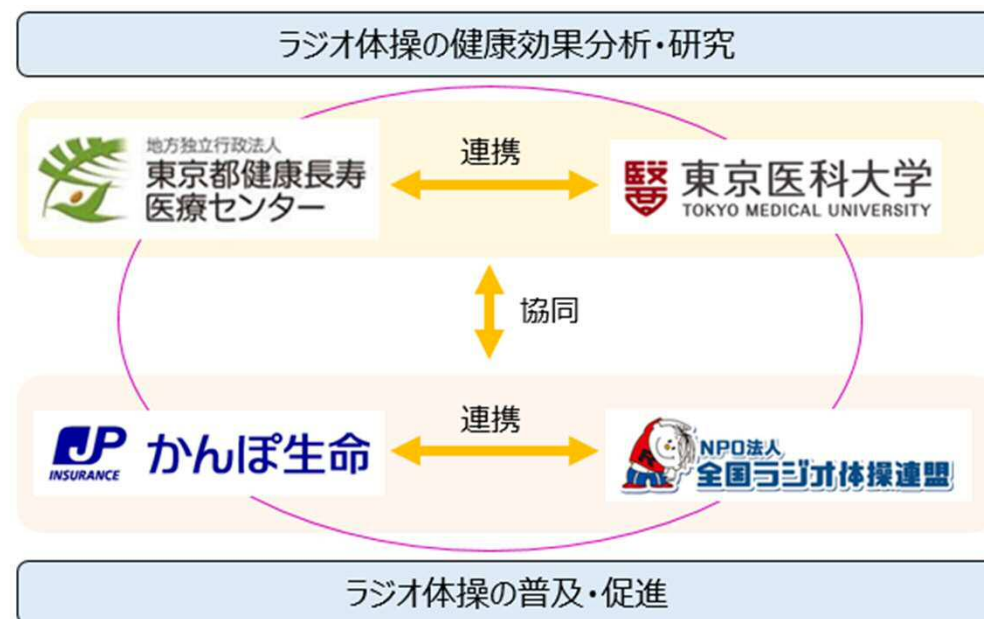 ラジオ体操の健康効果分析・研究
地方独立行政法人
東京都健康長寿
医療センター
連携
東京医科大学
TOKYO MEDICAL UNIVERSITY
協同
JP
INSURANCE
かんぽ生命
連携
NPO法人
全国ラジオ体操連盟
ラジオ体操の普及・促進